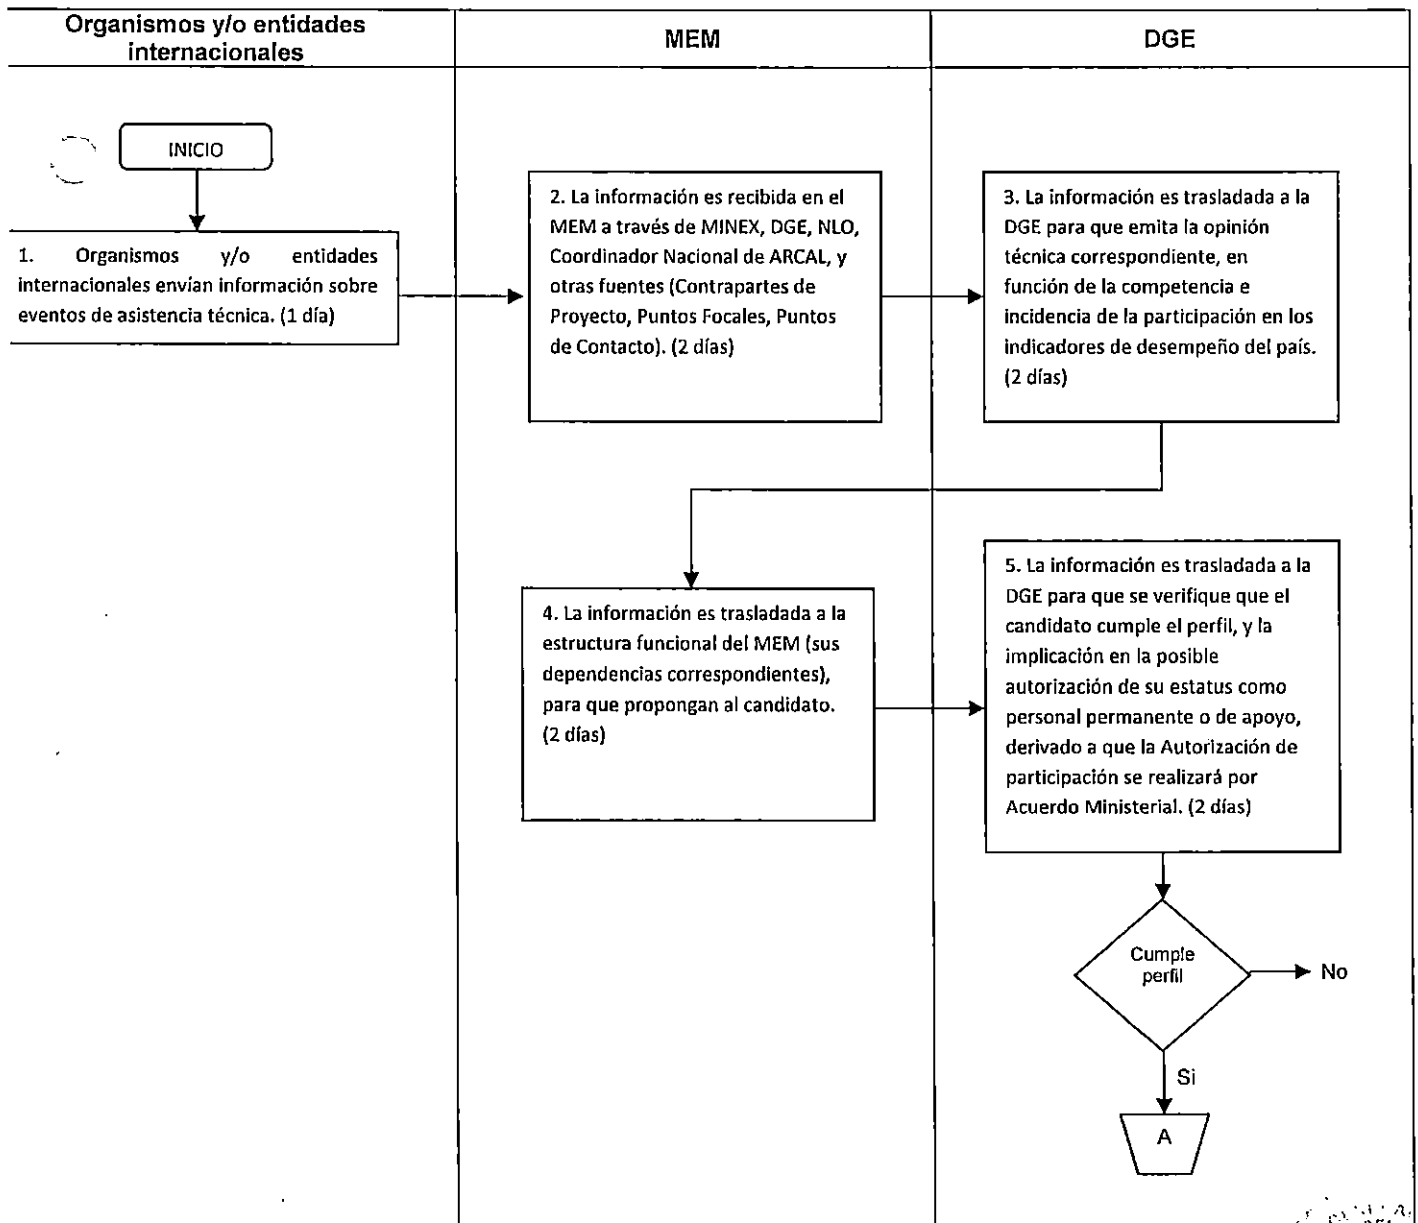 Organismos y/o entidades
internacionales
MEM
DGE
INICIO
1. Organismos y/o entidades
internacionales envían información sobre
eventos de asistencia técnica. (1 día)
2. La información es recibida en el
MEM a través de MINEX, DGE, NLO,
Coordinador Nacional de ARCAL, y
otras fuentes (Contrapartes de
Proyecto, Puntos Focales, Puntos
de Contacto). (2 días)
3. La información es trasladada a la
DGE para que emita la opinión
técnica correspondiente, en
función de la competencia e
incidencia de la participación en los
indicadores de desempeño del país.
(2 días)
4. La información es trasladada a la
estructura funcional del MEM (sus
dependencias correspondientes),
para que propongan al candidato.
(2 días)
5. La información es trasladada a la
DGE para que se verifique que el
candidato cumple el perfil, y la
implicación en la posible
autorización de su estatus como
personal permanente o de apoyo,
derivado a que la Autorización de
participación se realizará por
Acuerdo Ministerial. (2 días)
Cumple
perfil
No
Si
A